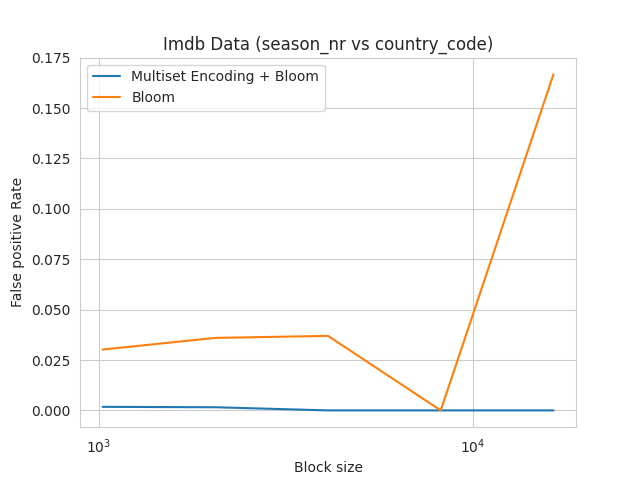 Imdb Data (season_nr vs country_code)
Multiset Encoding + Bloom
Bloom
False positive Rate
0.175
0.150
0.125
0.100
0.075
0.050
0.025
0.000
10³
10⁴
Block size